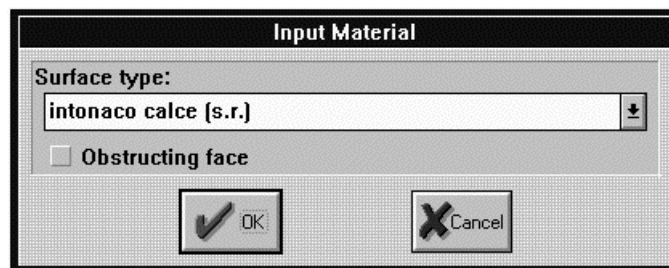 Input Material
Surface type:
intonaco calce (s.r.)
Obstructing face
OK
Cancel